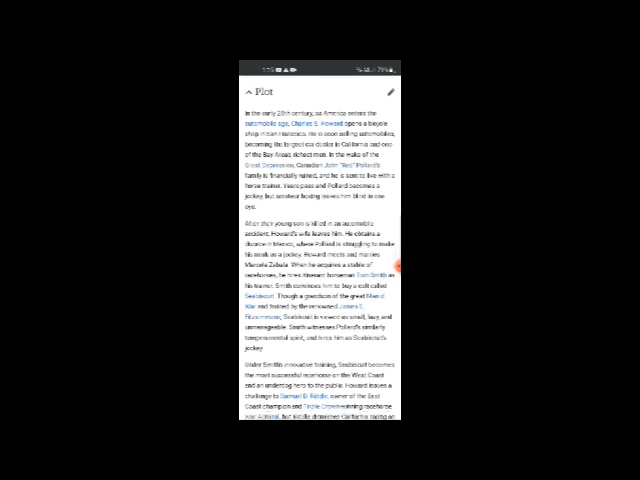 Plot
In the early 20th century, as America enters the
automobile age, Charles S. Howard opens a bicycle
shop in San Francisco. He is soon selling automobiles,
becoming the largest car dealer in California and one
of the Bay Area's richest men. In the wake of the
Great Depression, Canadian John "Red" Pollard's
family is financially ruined, and he is sent to live with a
horse trainer. Years pass and Pollard becomes a
jockey, but amateur boxing leaves him blind in one
eye.
After their young son is killed in an automobile
accident, Howard's wife leaves him. He obtains a
divorce in Mexico, where Pollard is struggling to make
his mark as a jockey. Howard meets and marries
Marcela Zabala. When he acquires a stable of
racehorses, he hires itinerant horseman Tom Smith as
his trainer. Smith convinces him to buy a colt called
Seabiscuit. Though a grandson of the great Man o'
War and trained by the renowned James E.
Fitzsimmons, Seabiscuit is viewed as small, lazy, and
unmanageable. Smith witnesses Pollard's similarly
temperamental spirit, and hires him as Seabiscuit's
jockey.
Under Smith's innovative training, Seabiscuit becomes
the most successful racehorse on the West Coast
and an underdog hero to the public. Howard issues a
challenge to Samuel D. Riddle, owner of the East
Coast champion and Triple Crown-winning racehorse
War Admiral, but Riddle dismisses California racing as